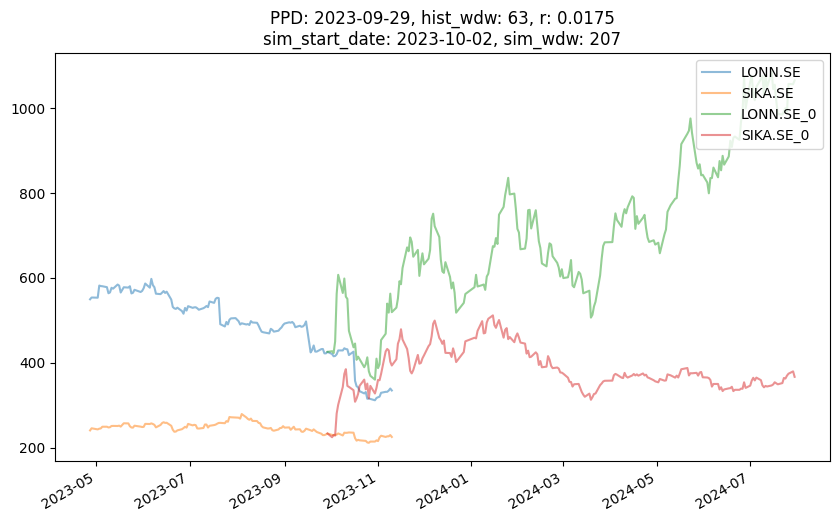 PPD: 2023-09-29, hist_wdw: 63, r: 0.0175
sim_start_date: 2023-10-02, sim_wdw: 207
LONN.SE
SIKA.SE
LONN.SE_0
SIKA.SE_0
1000
800
600
400
200
2023-05
2023-07
2023-09
2023-11
2024-01
2024-03
2024-05
2024-07